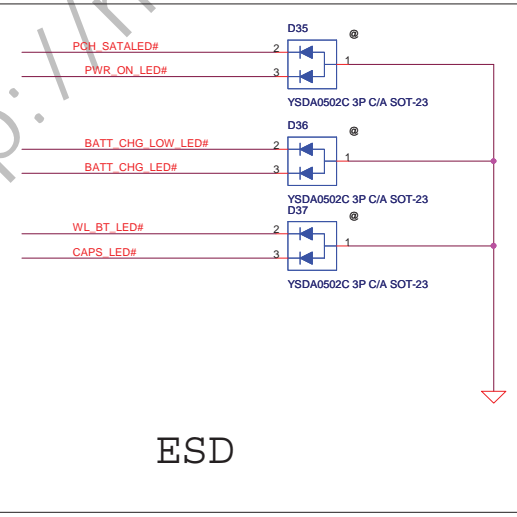 D35
@
PCH_SATALED#
2
1
PWR_ON_LED#
3
YSDA0502C 3P C/A SOT-23
D36
@
BATT_CHG_LOW_LED#
2
1
BATT_CHG_LED#
3
YSDA0502C 3P C/A SOT-23
D37
@
WL_BT_LED#
2
1
CAPS_LED#
3
YSDA0502C 3P C/A SOT-23
ESD